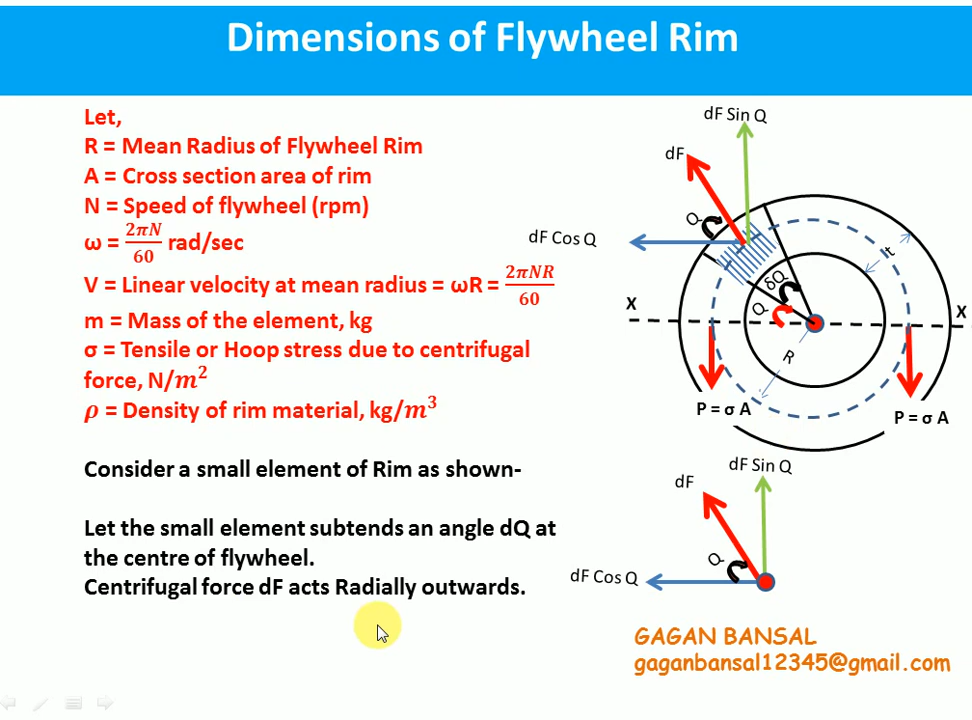 Dimensions of Flywheel Rim
Let,
R = Mean Radius of Flywheel Rim
A = Cross section area of rim
N = Speed of flywheel (rpm)
ω = 2πN/60 rad/sec
V = Linear velocity at mean radius = ωR = 2πNR/60
m = Mass of the element, kg
σ = Tensile or Hoop stress due to centrifugal
force, N/m²
ρ = Density of rim material, kg/m³
Consider a small element of Rim as shown-
Let the small element subtends an angle dQ at
the centre of flywheel.
Centrifugal force dF acts Radially outwards.
dF Sin Q
dF
Q
dF Cos Q
t
δQ
Q
X
X
R
P = σ A
P = σ A
dF Sin Q
dF
Q
dF Cos Q
GAGAN BANSAL
gaganbansal12345@gmail.com